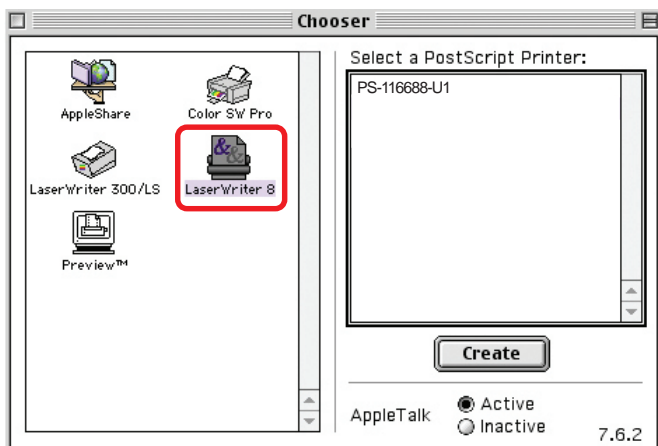 Chooser
AppleShare
Color SW Pro
LaserWriter 300/LS
LaserWriter 8
Preview™
Select a PostScript Printer:
PS-116688-U1
Create
AppleTalk
Active
Inactive
7.6.2